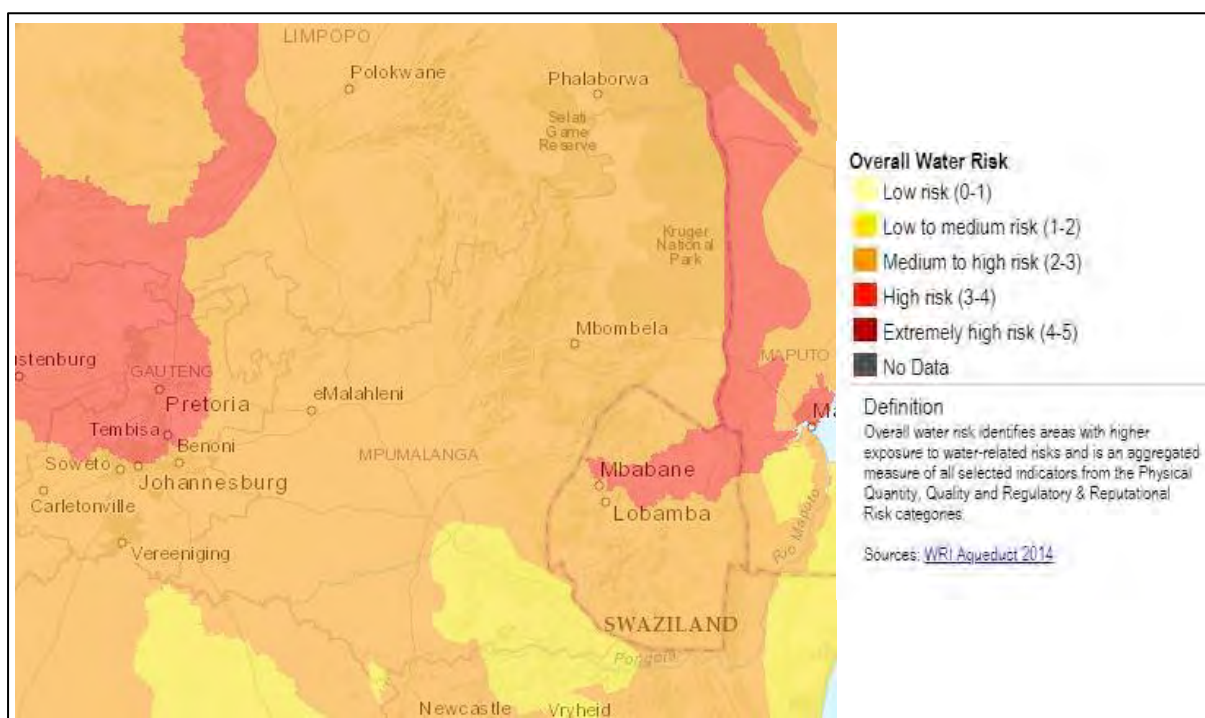 LIMPOPO
Polokwane
Phalaborwa
Selati
Game
Reserve
Kruger
National
Park
Mbombela
ustenburg
GAUTENG
Pretoria
eMalahleni
MAPUTO
Ma
Tembisa
Benoni
Soweto
Johannesburg
MPUMALANGA
Mbabane
Lobamba
Carletonville
Vereeniging
Rio Maputo
SWAZILAND
Pongola
Newcastle
Vryheid
Overall Water Risk
Low risk (0-1)
Low to medium risk (1-2)
Medium to high risk (2-3)
High risk (3-4)
Extremely high risk (4-5)
No Data
Definition
Overall water risk identifies areas with higher
exposure to water-related risks and is an aggregated
measure of all selected indicators from the Physical
Quantity, Quality and Regulatory & Reputational
Risk categories.
Sources: WRI Aqueduct 2014